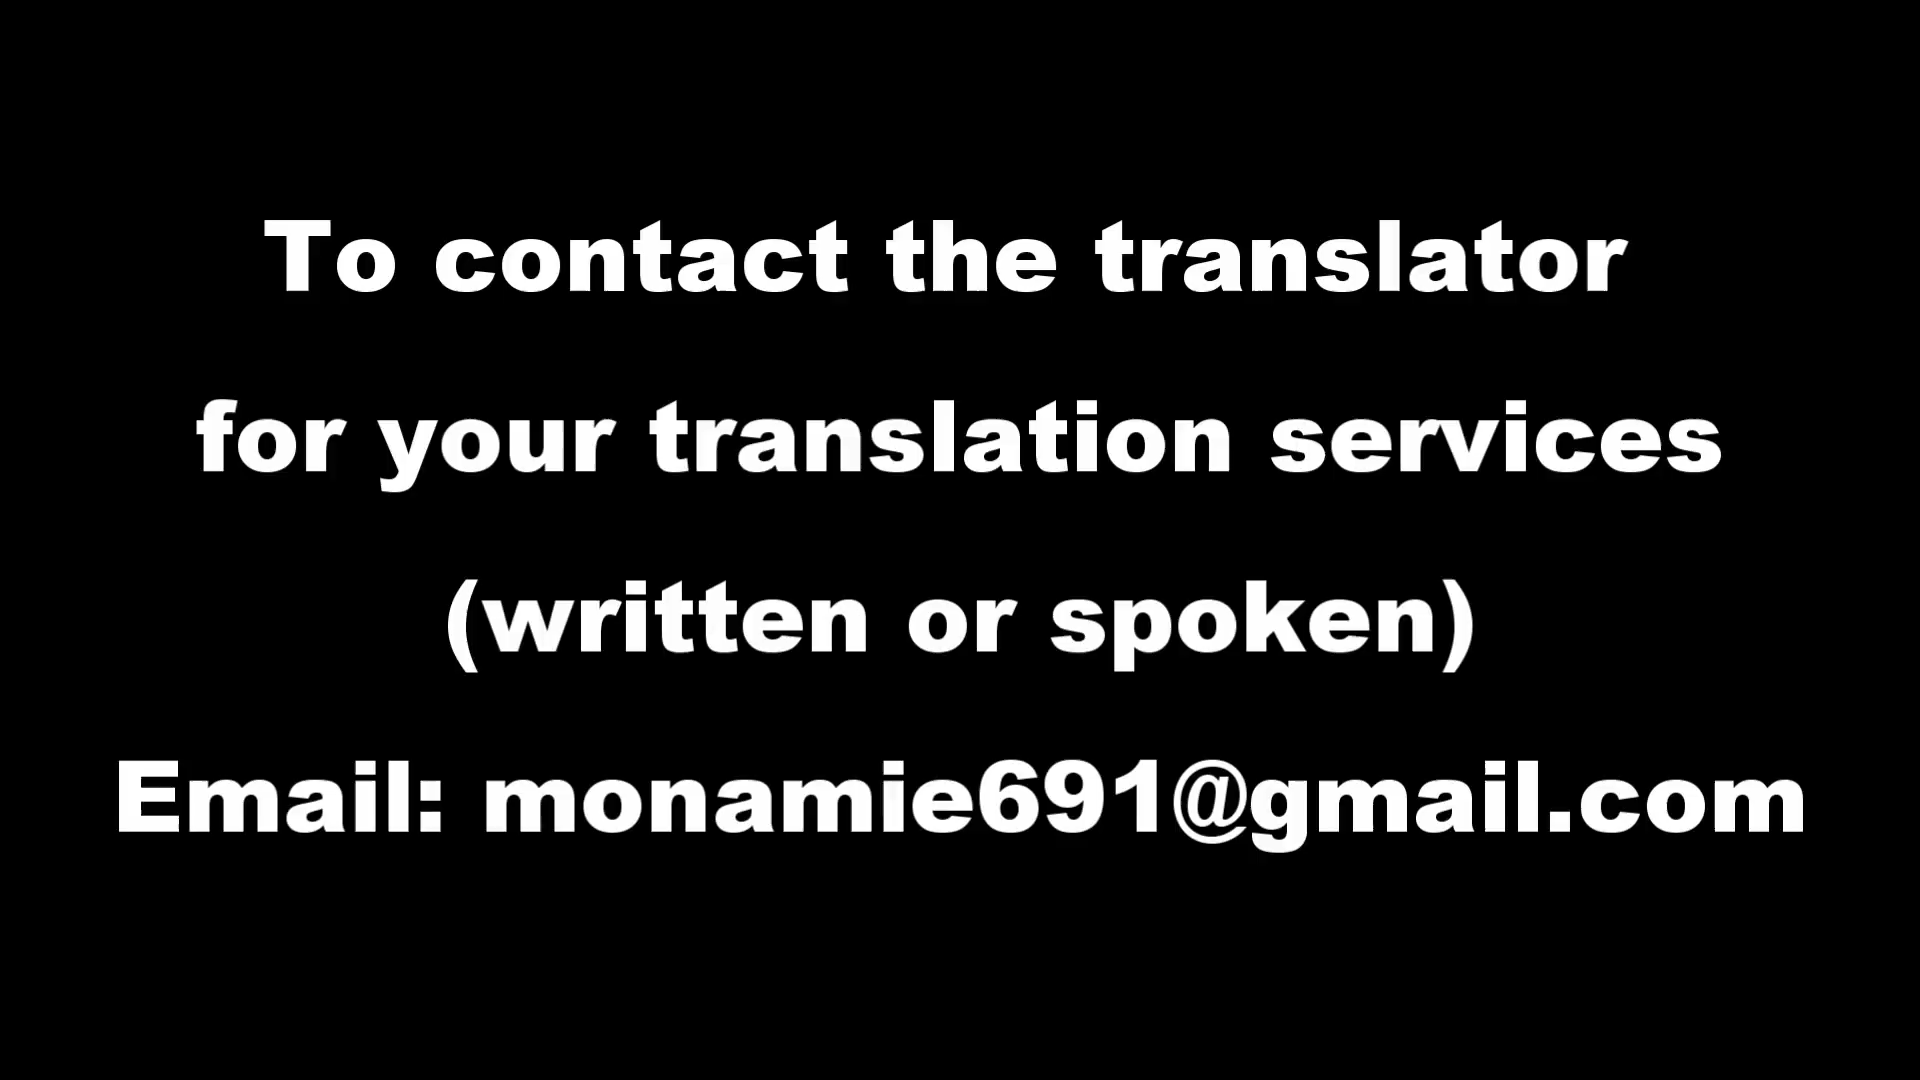 To contact the translator
for your translation services
(written or spoken)
Email: monamie691@gmail.com